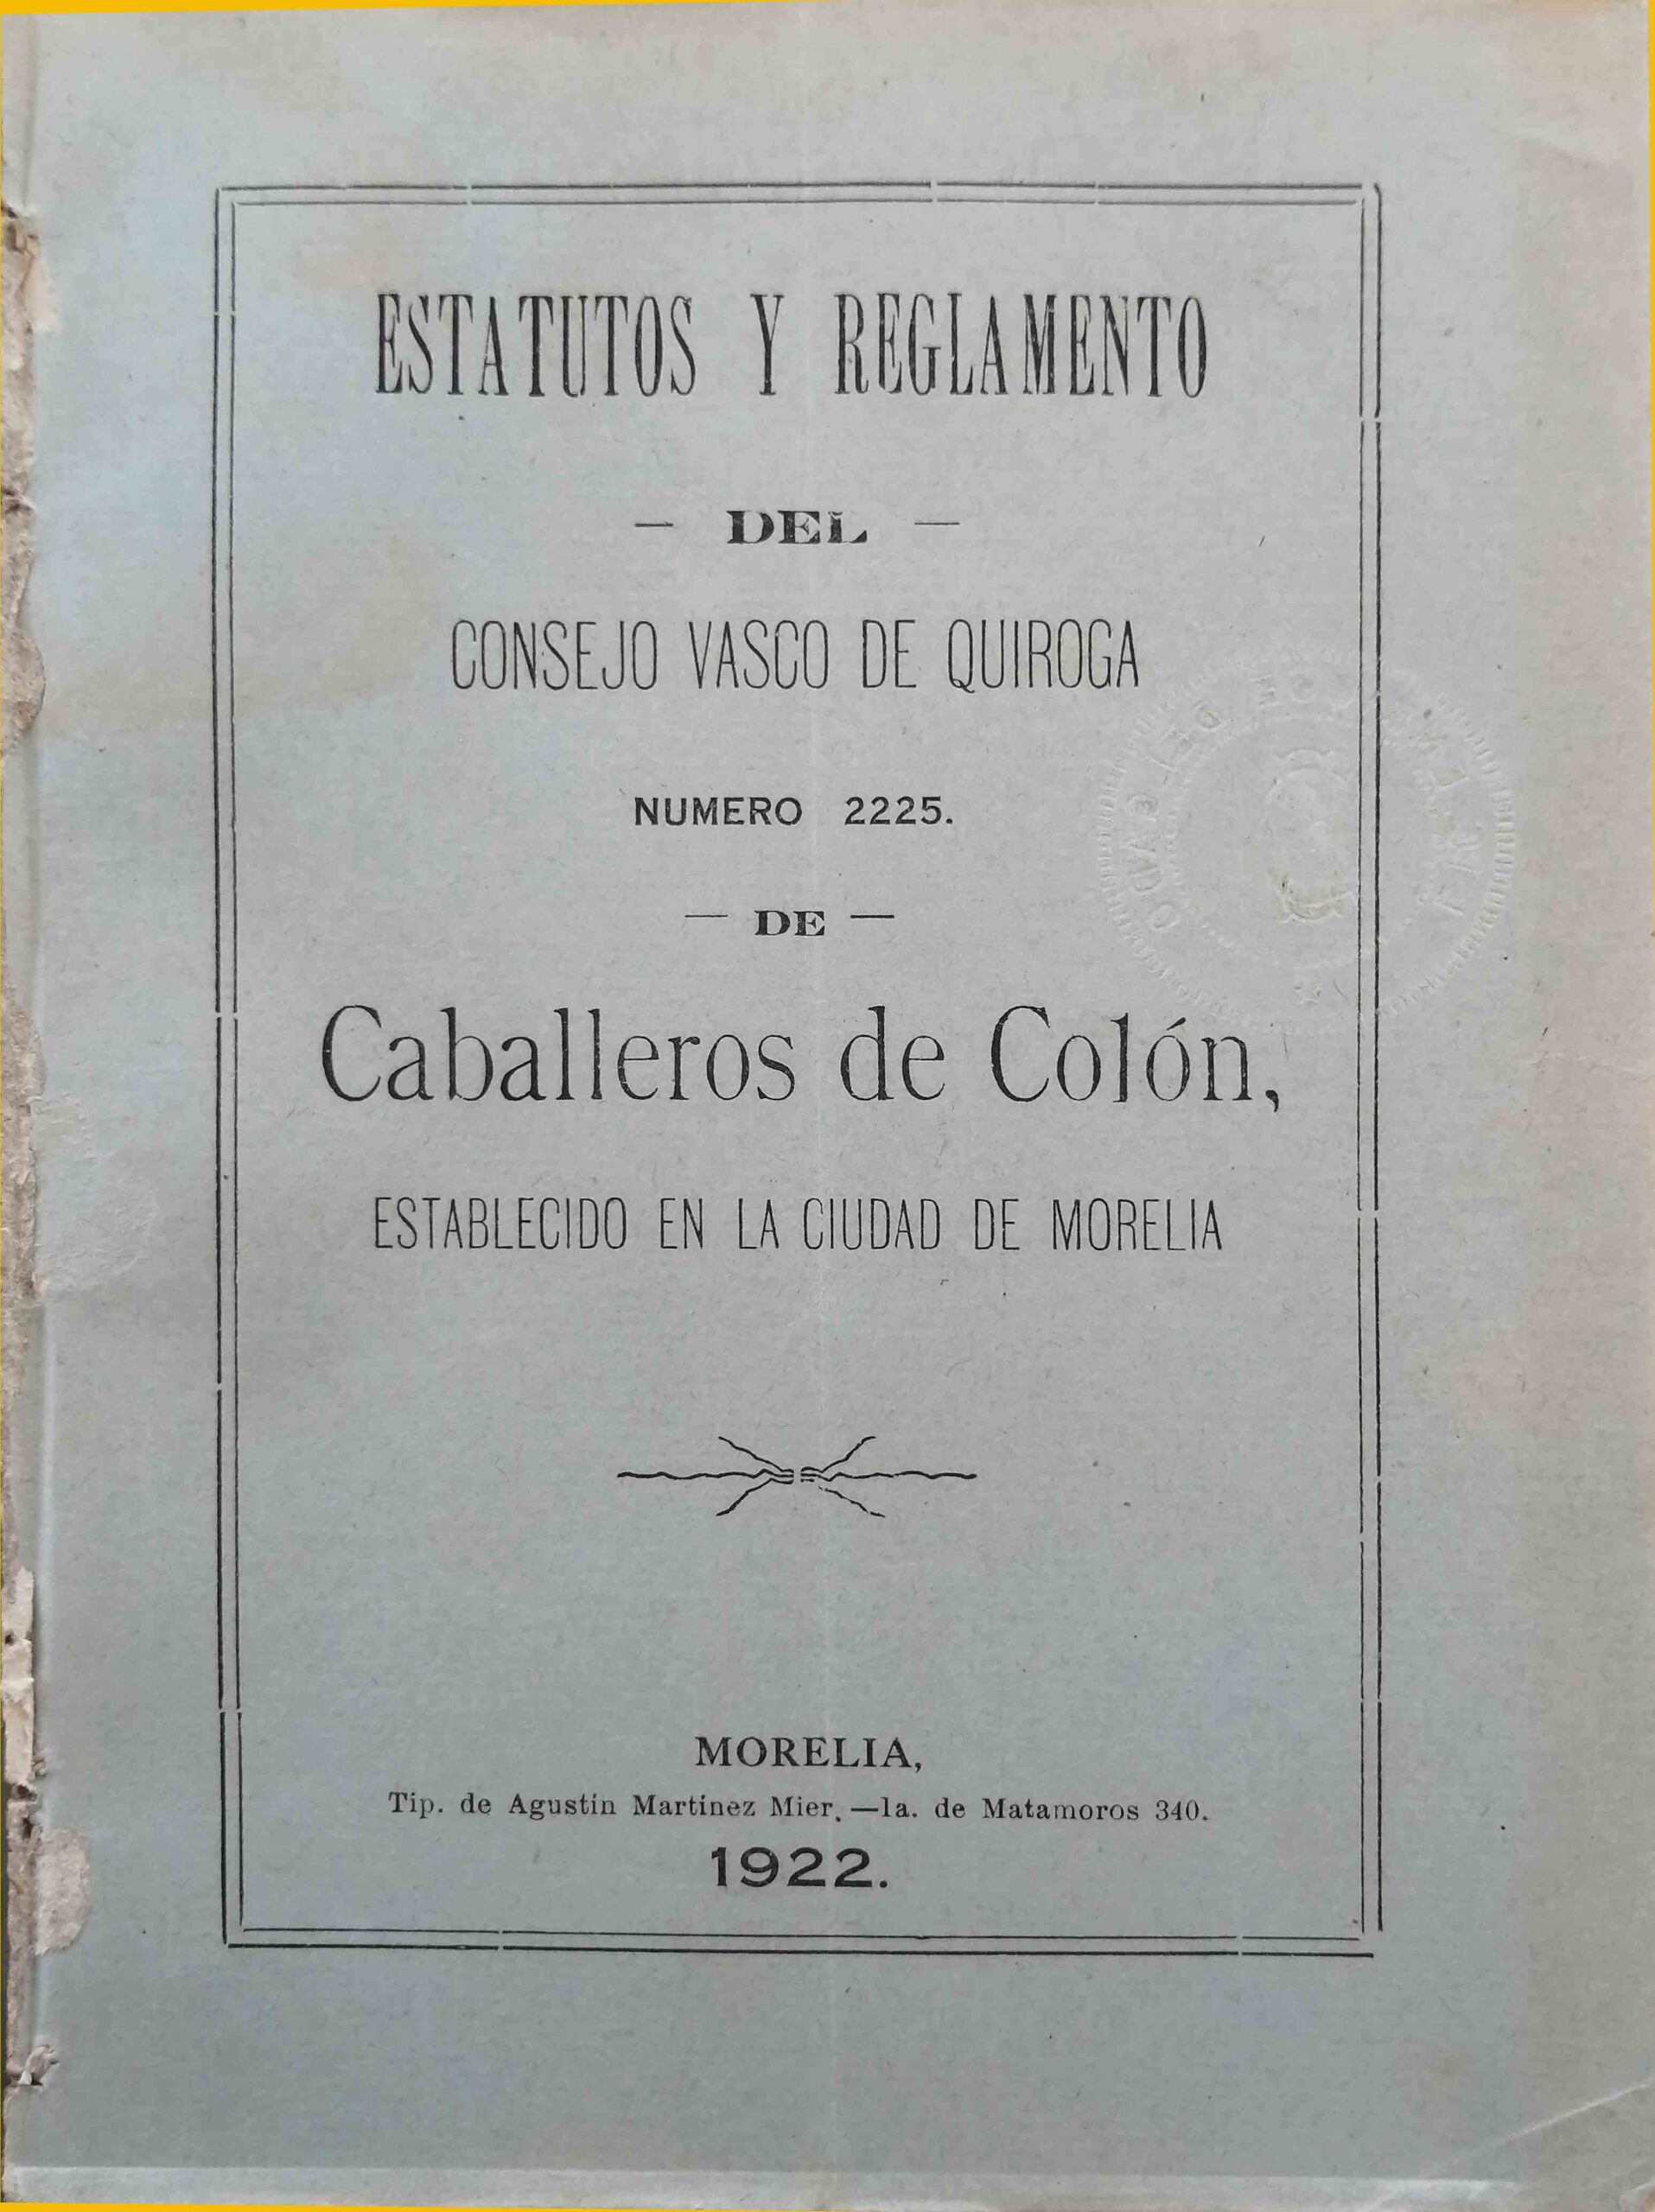 ESTATUTOS Y REGLAMENTO
— DEL —
CONSEJO VASCO DE QUIROGA
NUMERO 2225.
— DE —
Caballeros de Colón,
ESTABLECIDO EN LA CIUDAD DE MORELIA
MORELIA,
Tip. de Agustín Martínez Mier.—1a. de Matamoros 340.
1922.